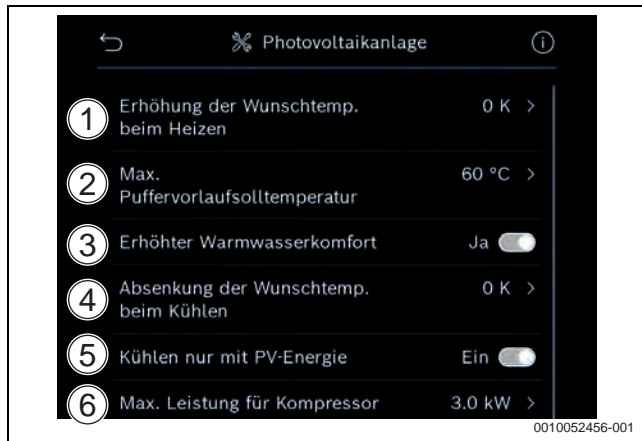 Photovoltaikanlage
1 Erhöhung der Wunschtemp. 0 K >
beim Heizen
2 Max. 60 °C >
Puffervorlaufsolltemperatur
3 Erhöhter Warmwasserkomfort Ja
4 Absenkung der Wunschtemp. 0 K >
beim Kühlen
5 Kühlen nur mit PV-Energie Ein
6 Max. Leistung für Kompressor 3.0 kW >
0010052456-001